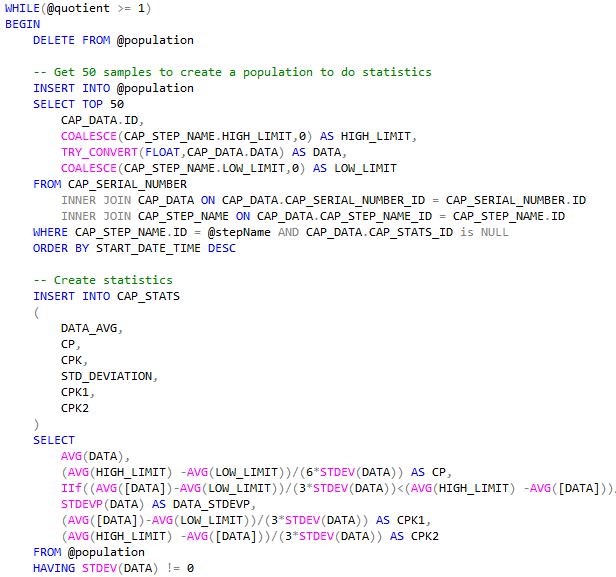 WHILE(@quotient >= 1)
BEGIN
    DELETE FROM @population

    -- Get 50 samples to create a population to do statistics
    INSERT INTO @population
    SELECT TOP 50
        CAP_DATA.ID,
        COALESCE(CAP_STEP_NAME.HIGH_LIMIT,0) AS HIGH_LIMIT,
        TRY_CONVERT(FLOAT,CAP_DATA.DATA) AS DATA,
        COALESCE(CAP_STEP_NAME.LOW_LIMIT,0) AS LOW_LIMIT
    FROM CAP_SERIAL_NUMBER
        INNER JOIN CAP_DATA ON CAP_DATA.CAP_SERIAL_NUMBER_ID = CAP_SERIAL_NUMBER.ID
        INNER JOIN CAP_STEP_NAME ON CAP_DATA.CAP_STEP_NAME_ID = CAP_STEP_NAME.ID
    WHERE CAP_STEP_NAME.ID = @stepName AND CAP_DATA.CAP_STATS_ID is NULL
    ORDER BY START_DATE_TIME DESC

    -- Create statistics
    INSERT INTO CAP_STATS
    (
        DATA_AVG,
        CP,
        CPK,
        STD_DEVIATION,
        CPK1,
        CPK2
    )
    SELECT
        AVG(DATA),
        (AVG(HIGH_LIMIT) -AVG(LOW_LIMIT))/(6*STDEV(DATA)) AS CP,
        IIf((AVG([DATA])-AVG(LOW_LIMIT))/(3*STDEV(DATA))<(AVG(HIGH_LIMIT) -AVG([DATA]))
        STDEVP(DATA) AS DATA_STDEVP,
        (AVG([DATA])-AVG(LOW_LIMIT))/(3*STDEV(DATA)) AS CPK1,
        (AVG(HIGH_LIMIT) -AVG([DATA]))/(3*STDEV(DATA)) AS CPK2
    FROM @population
    HAVING STDEV(DATA) != 0